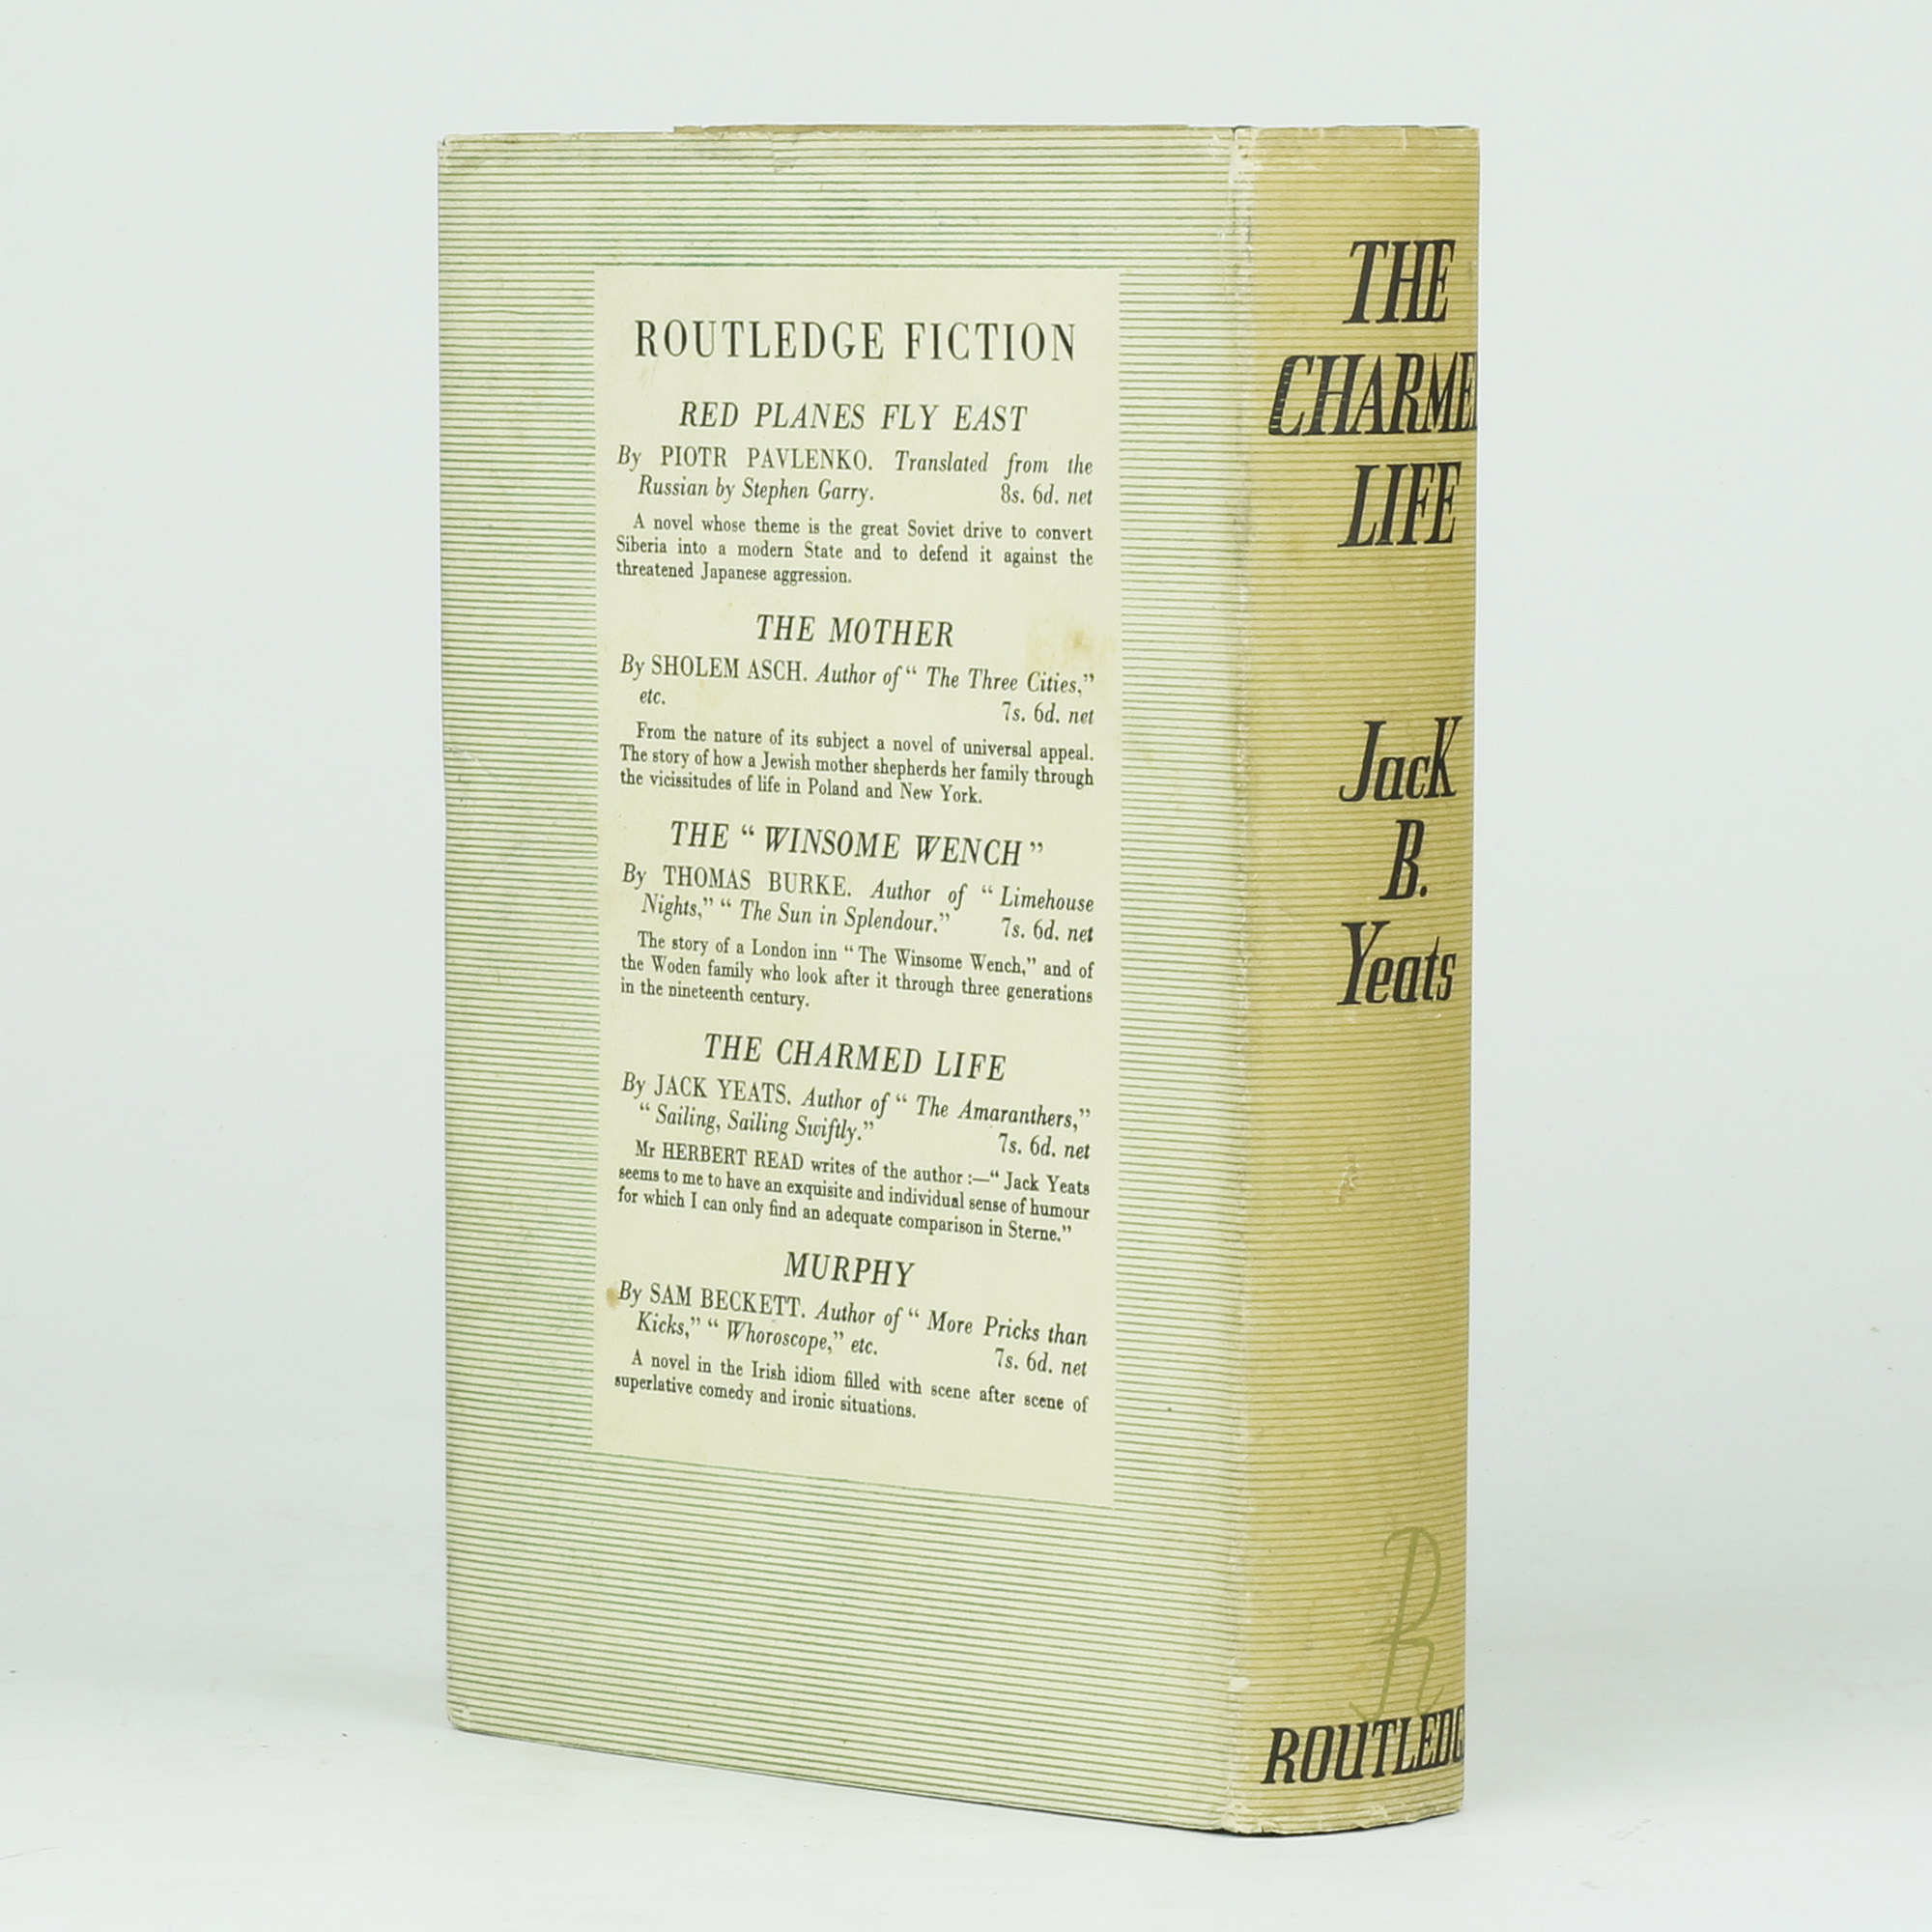 ROUTLEDGE FICTION
RED PLANES FLY EAST
By PIOTR PAVLENKO. Translated from the
Russian by Stephen Garry. 8s. 6d. net
A novel whose theme is the great Soviet drive to convert
Siberia into a modern State and to defend it against the
threatened Japanese aggression.
THE MOTHER
By SHOLEM ASCH. Author of “ The Three Cities,”
etc. 7s. 6d. net
From the nature of its subject a novel of universal appeal.
The story of how a Jewish mother shepherds her family through
the vicissitudes of life in Poland and New York.
THE “ WINSOME WENCH ”
By THOMAS BURKE. Author of “ Limehouse
Nights,” “ The Sun in Splendour.” 7s. 6d. net
The story of a London inn “ The Winsome Wench,” and of
the Woden family who look after it through three generations
in the nineteenth century.
THE CHARMED LIFE
By JACK YEATS. Author of “ The Amaranthers,”
“ Sailing, Sailing Swiftly.” 7s. 6d. net
Mr HERBERT READ writes of the author :—“ Jack Yeats
seems to me to have an exquisite and individual sense of humour
for which I can only find an adequate comparison in Sterne.”
MURPHY
By SAM BECKETT. Author of “ More Pricks than
Kicks,” “ Whoroscope,” etc. 7s. 6d. net
A novel in the Irish idiom filled with scene after scene of
superlative comedy and ironic situations.
THE
CHARMED
LIFE
Jack
B.
Yeats
R
ROUTLEDG